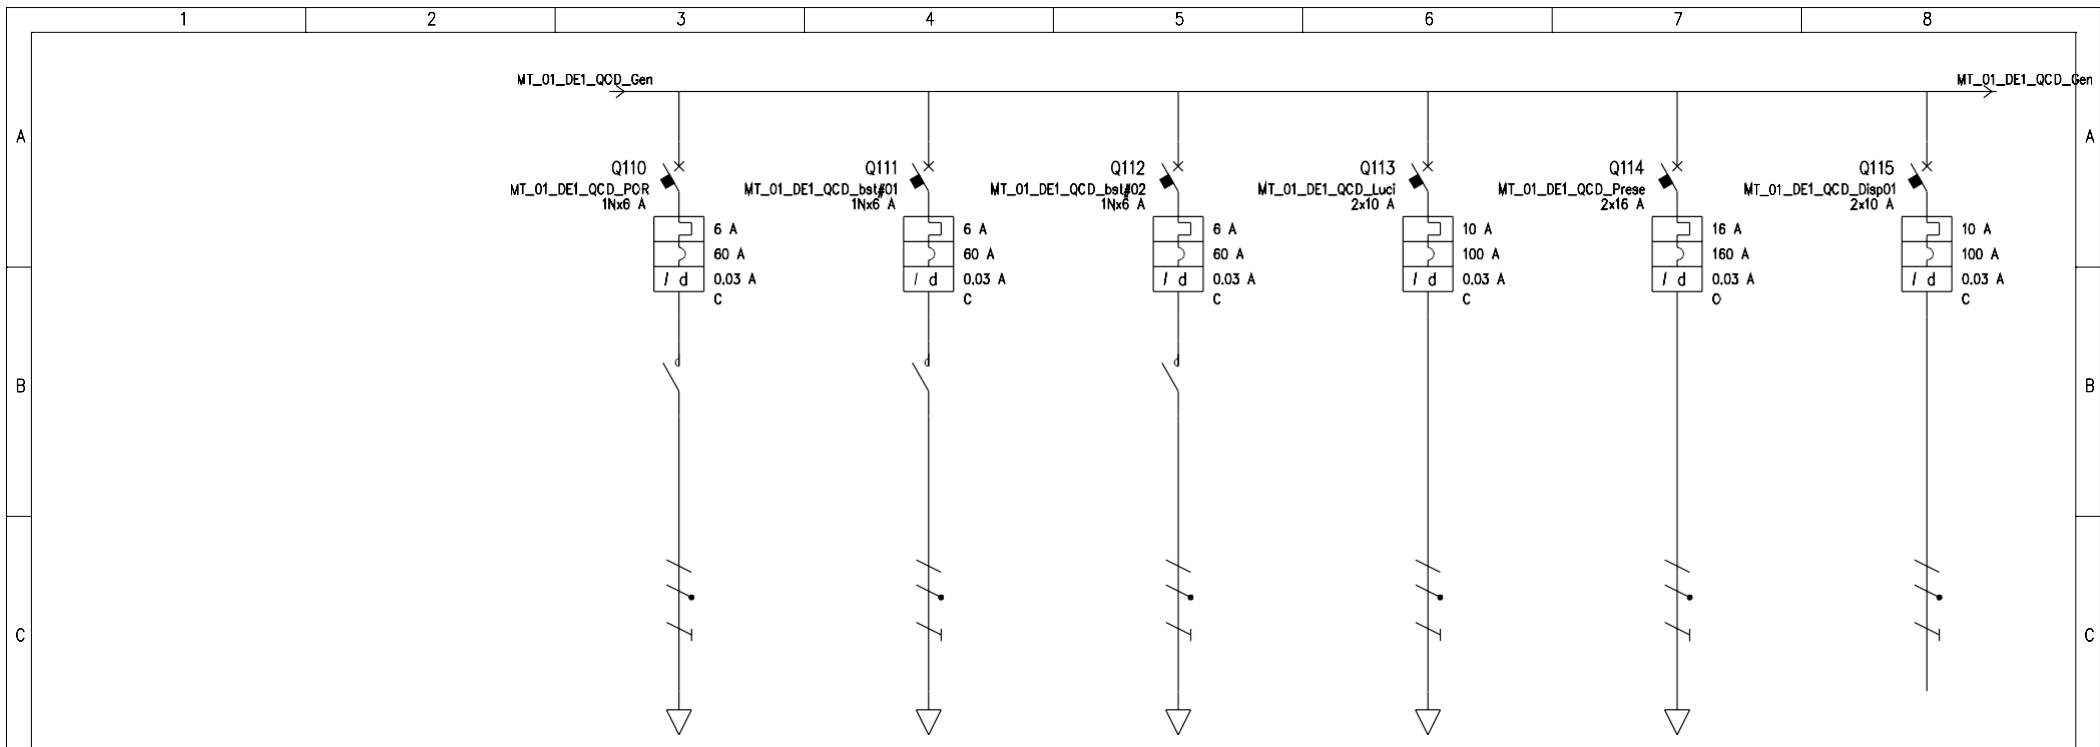 1 2 3 4 5 6 7 8
MT_01_DE1_QCD_Gen MT_01_DE1_QCD_Gen
A A
Q110 Q111 Q112 Q113 Q114 Q115
MT_01_DE1_QCD_POR MT_01_DE1_QCD_bst#01 MT_01_DE1_QCD_bst#02 MT_01_DE1_QCD_Luci MT_01_DE1_QCD_Prese MT_01_DE1_QCD_Disp01
1Nx6 A 1Nx6 A 1Nx6 A 2x10 A 2x16 A 2x10 A
6 A 6 A 6 A 10 A 16 A 10 A
60 A 60 A 60 A 100 A 160 A 100 A
I d 0.03 A I d 0.03 A I d 0.03 A I d 0.03 A I d 0.03 A I d 0.03 A
C C C C O C
B B
C C